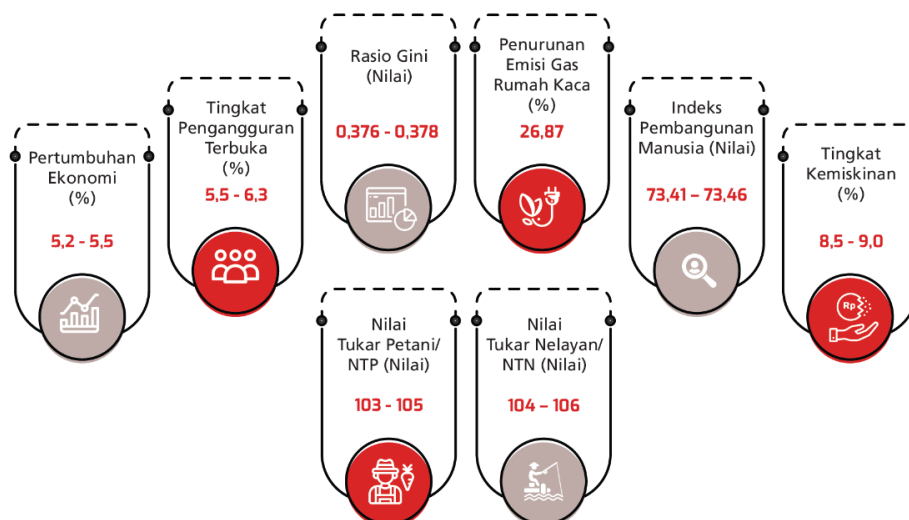 Pertumbuhan
Ekonomi
(%)
5,2 - 5,5
Tingkat
Pengangguran
Terbuka
(%)
5,5 - 6,3
Rasio Gini
(Nilai)
0,376 - 0,378
Penurunan
Emisi Gas
Rumah Kaca
(%)
26,87
Indeks
Pembangunan
Manusia (Nilai)
73,41 – 73,46
Tingkat
Kemiskinan
(%)
8,5 - 9,0
Rp
Nilai
Tukar Petani/
NTP (Nilai)
103 - 105
Nilai
Tukar Nelayan/
NTN (Nilai)
104 – 106